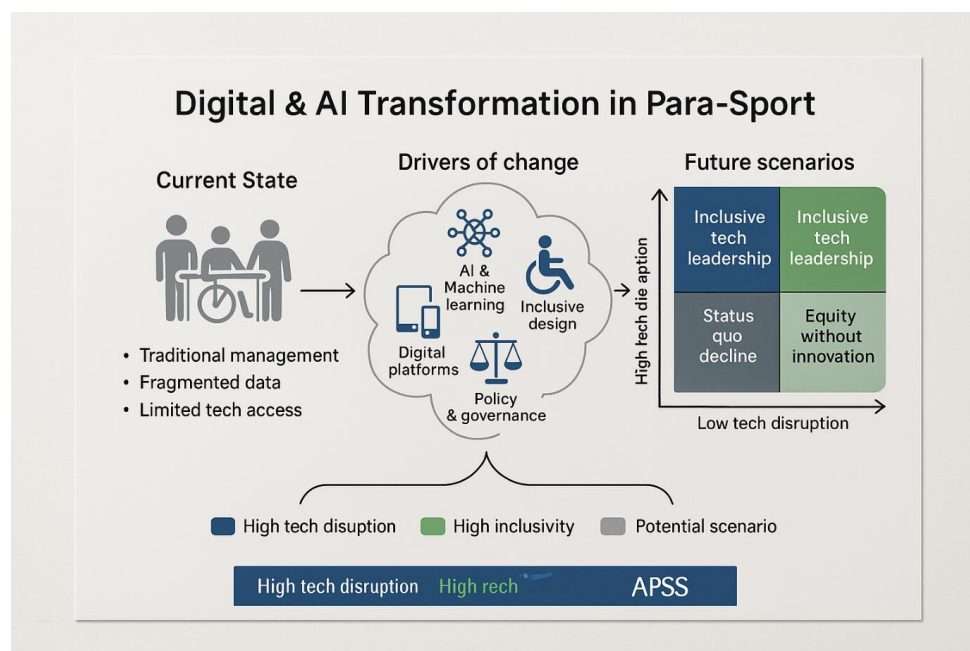 Digital & AI Transformation in Para-Sport
Current State
• Traditional management
• Fragmented data
• Limited tech access
Drivers of change
AI &
Machine
learning
Inclusive
design
Digital
platforms
Policy
& governance
Future scenarios
High rech die aption
Inclusive
tech
leadership
Inclusive
tech
leadership
Status
quo
decline
Equity
without
innovation
Low tech disruption
High tech disuption
High inclusivity
Potential scenario
High tech disruption
High rech
APSS